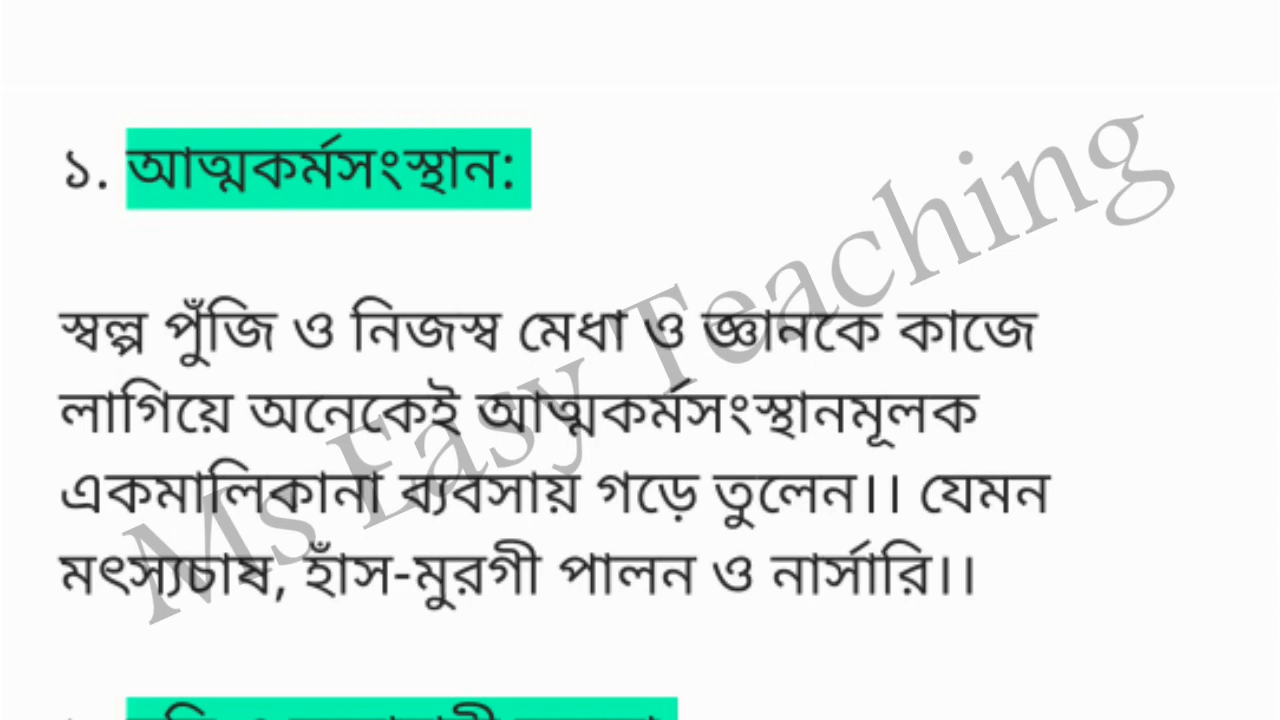 ১. আত্মকর্মসংস্থান:
স্বল্প পুঁজি ও নিজস্ব মেধা ও জ্ঞানকে কাজে
লাগিয়ে অনেকেই আত্মকর্মসংস্থানমূলক
একমালিকানা ব্যবসায় গড়ে তুলেন।। যেমন
মৎস্যচাষ, হাঁস-মুরগী পালন ও নার্সারি।।
Ms Easy Teaching